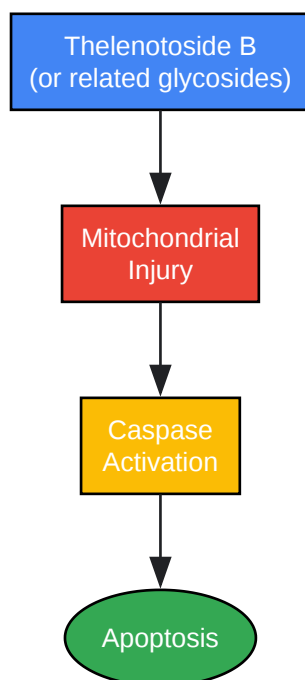 Thelenotoside B
(or related glycosides)
Mitochondrial
Injury
Caspase
Activation
Apoptosis